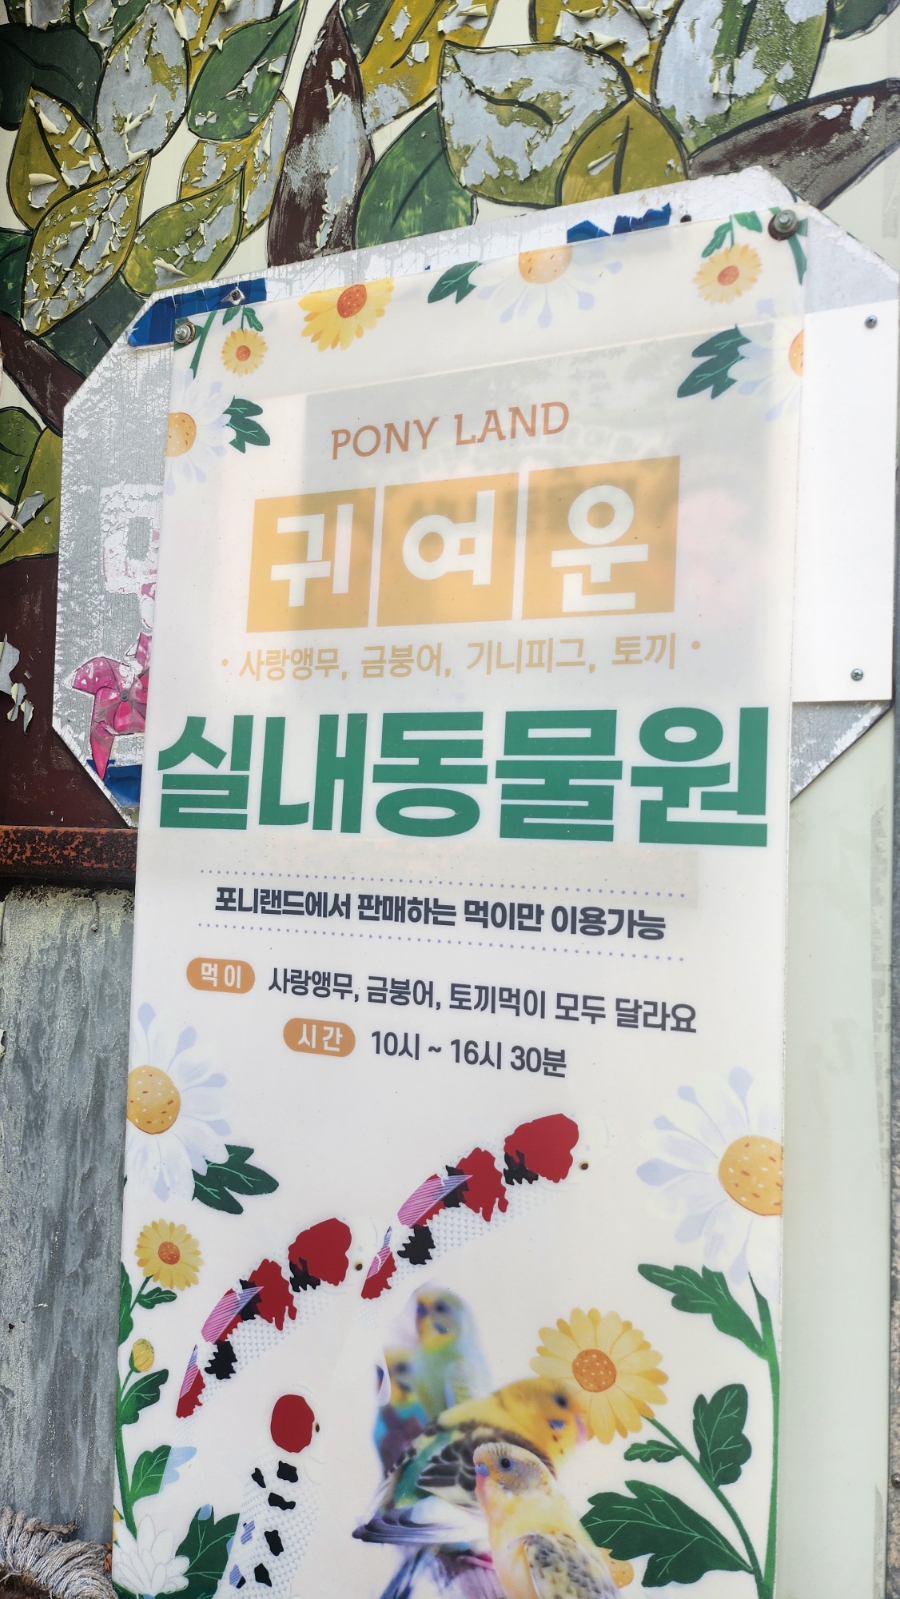 PONY LAND
귀여운
• 사랑앵무, 금붕어, 기니피그, 토끼 •
실내동물원
포니랜드에서 판매하는 먹이만 이용가능
먹이 사랑앵무, 금붕어, 토끼먹이 모두 달라요
시간 10시 ~ 16시 30분